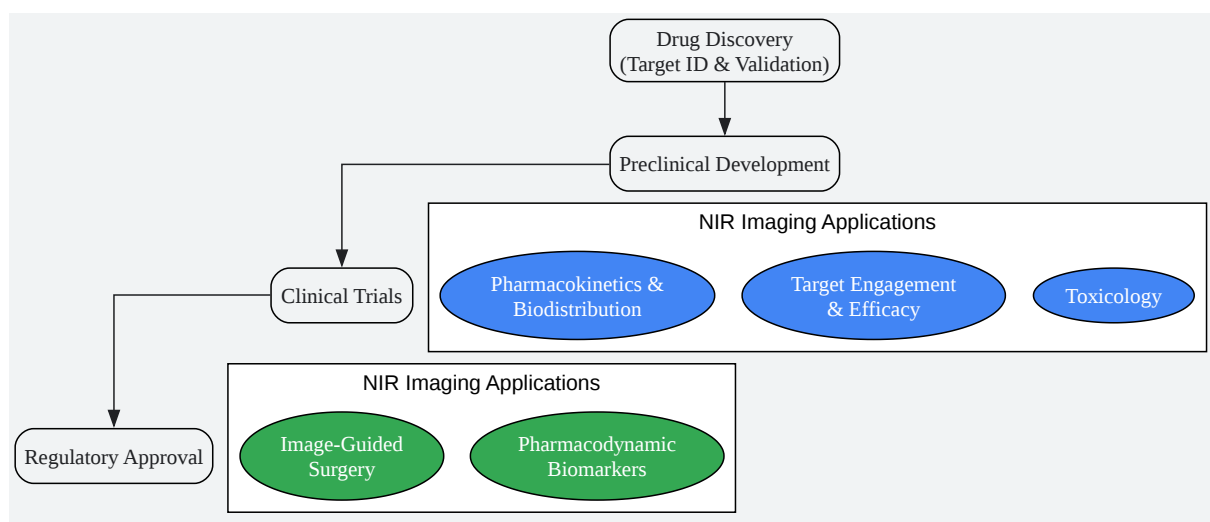 Drug Discovery
(Target ID & Validation)
Preclinical Development
NIR Imaging Applications
Clinical Trials
Pharmacokinetics &
Biodistribution
Target Engagement
& Efficacy
Toxicology
NIR Imaging Applications
Regulatory Approval
Image-Guided
Surgery
Pharmacodynamic
Biomarkers